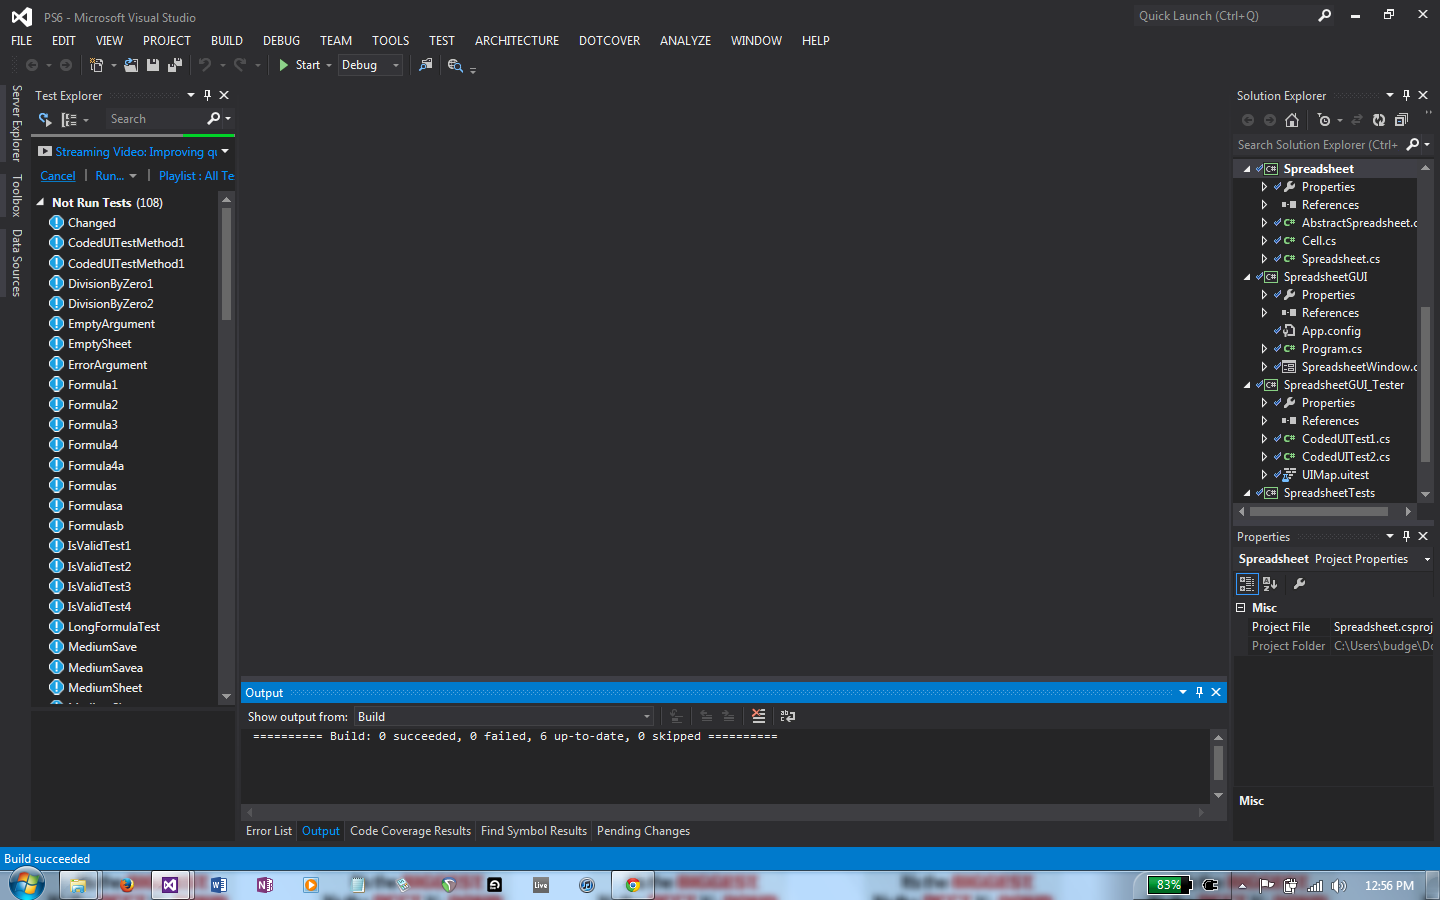 PS6 - Microsoft Visual Studio
Quick Launch (Ctrl+Q)
FILE EDIT VIEW PROJECT BUILD DEBUG TEAM TOOLS TEST ARCHITECTURE DOTCOVER ANALYZE WINDOW HELP
Start Debug
Server Explorer
Toolbox
Data Sources
Test Explorer
Search
Streaming Video: Improving qu
Cancel Run... Playlist : All Te
Not Run Tests (108)
Changed
CodedUITestMethod1
CodedUITestMethod1
DivisionByZero1
DivisionByZero2
EmptyArgument
EmptySheet
ErrorArgument
Formula1
Formula2
Formula3
Formula4
Formula4a
Formulas
Formulasa
Formulasb
IsValidTest1
IsValidTest2
IsValidTest3
IsValidTest4
LongFormulaTest
MediumSave
MediumSavea
MediumSheet
Output
Show output from: Build
========== Build: 0 succeeded, 0 failed, 6 up-to-date, 0 skipped ==========
Error List Output Code Coverage Results Find Symbol Results Pending Changes
Solution Explorer
Search Solution Explorer (Ctrl+
C# Spreadsheet
Properties
References
C# AbstractSpreadsheet.c
C# Cell.cs
C# Spreadsheet.cs
C# SpreadsheetGUI
Properties
References
App.config
C# Program.cs
SpreadsheetWindow.c
C# SpreadsheetGUI_Tester
Properties
References
C# CodedUITest1.cs
C# CodedUITest2.cs
UIMap.uitest
C# SpreadsheetTests
Properties
Spreadsheet Project Properties
Misc
Project File Spreadsheet.csproj
Project Folder C:\Users\budge\Do
Misc
Build succeeded
Live
83%
12:56 PM